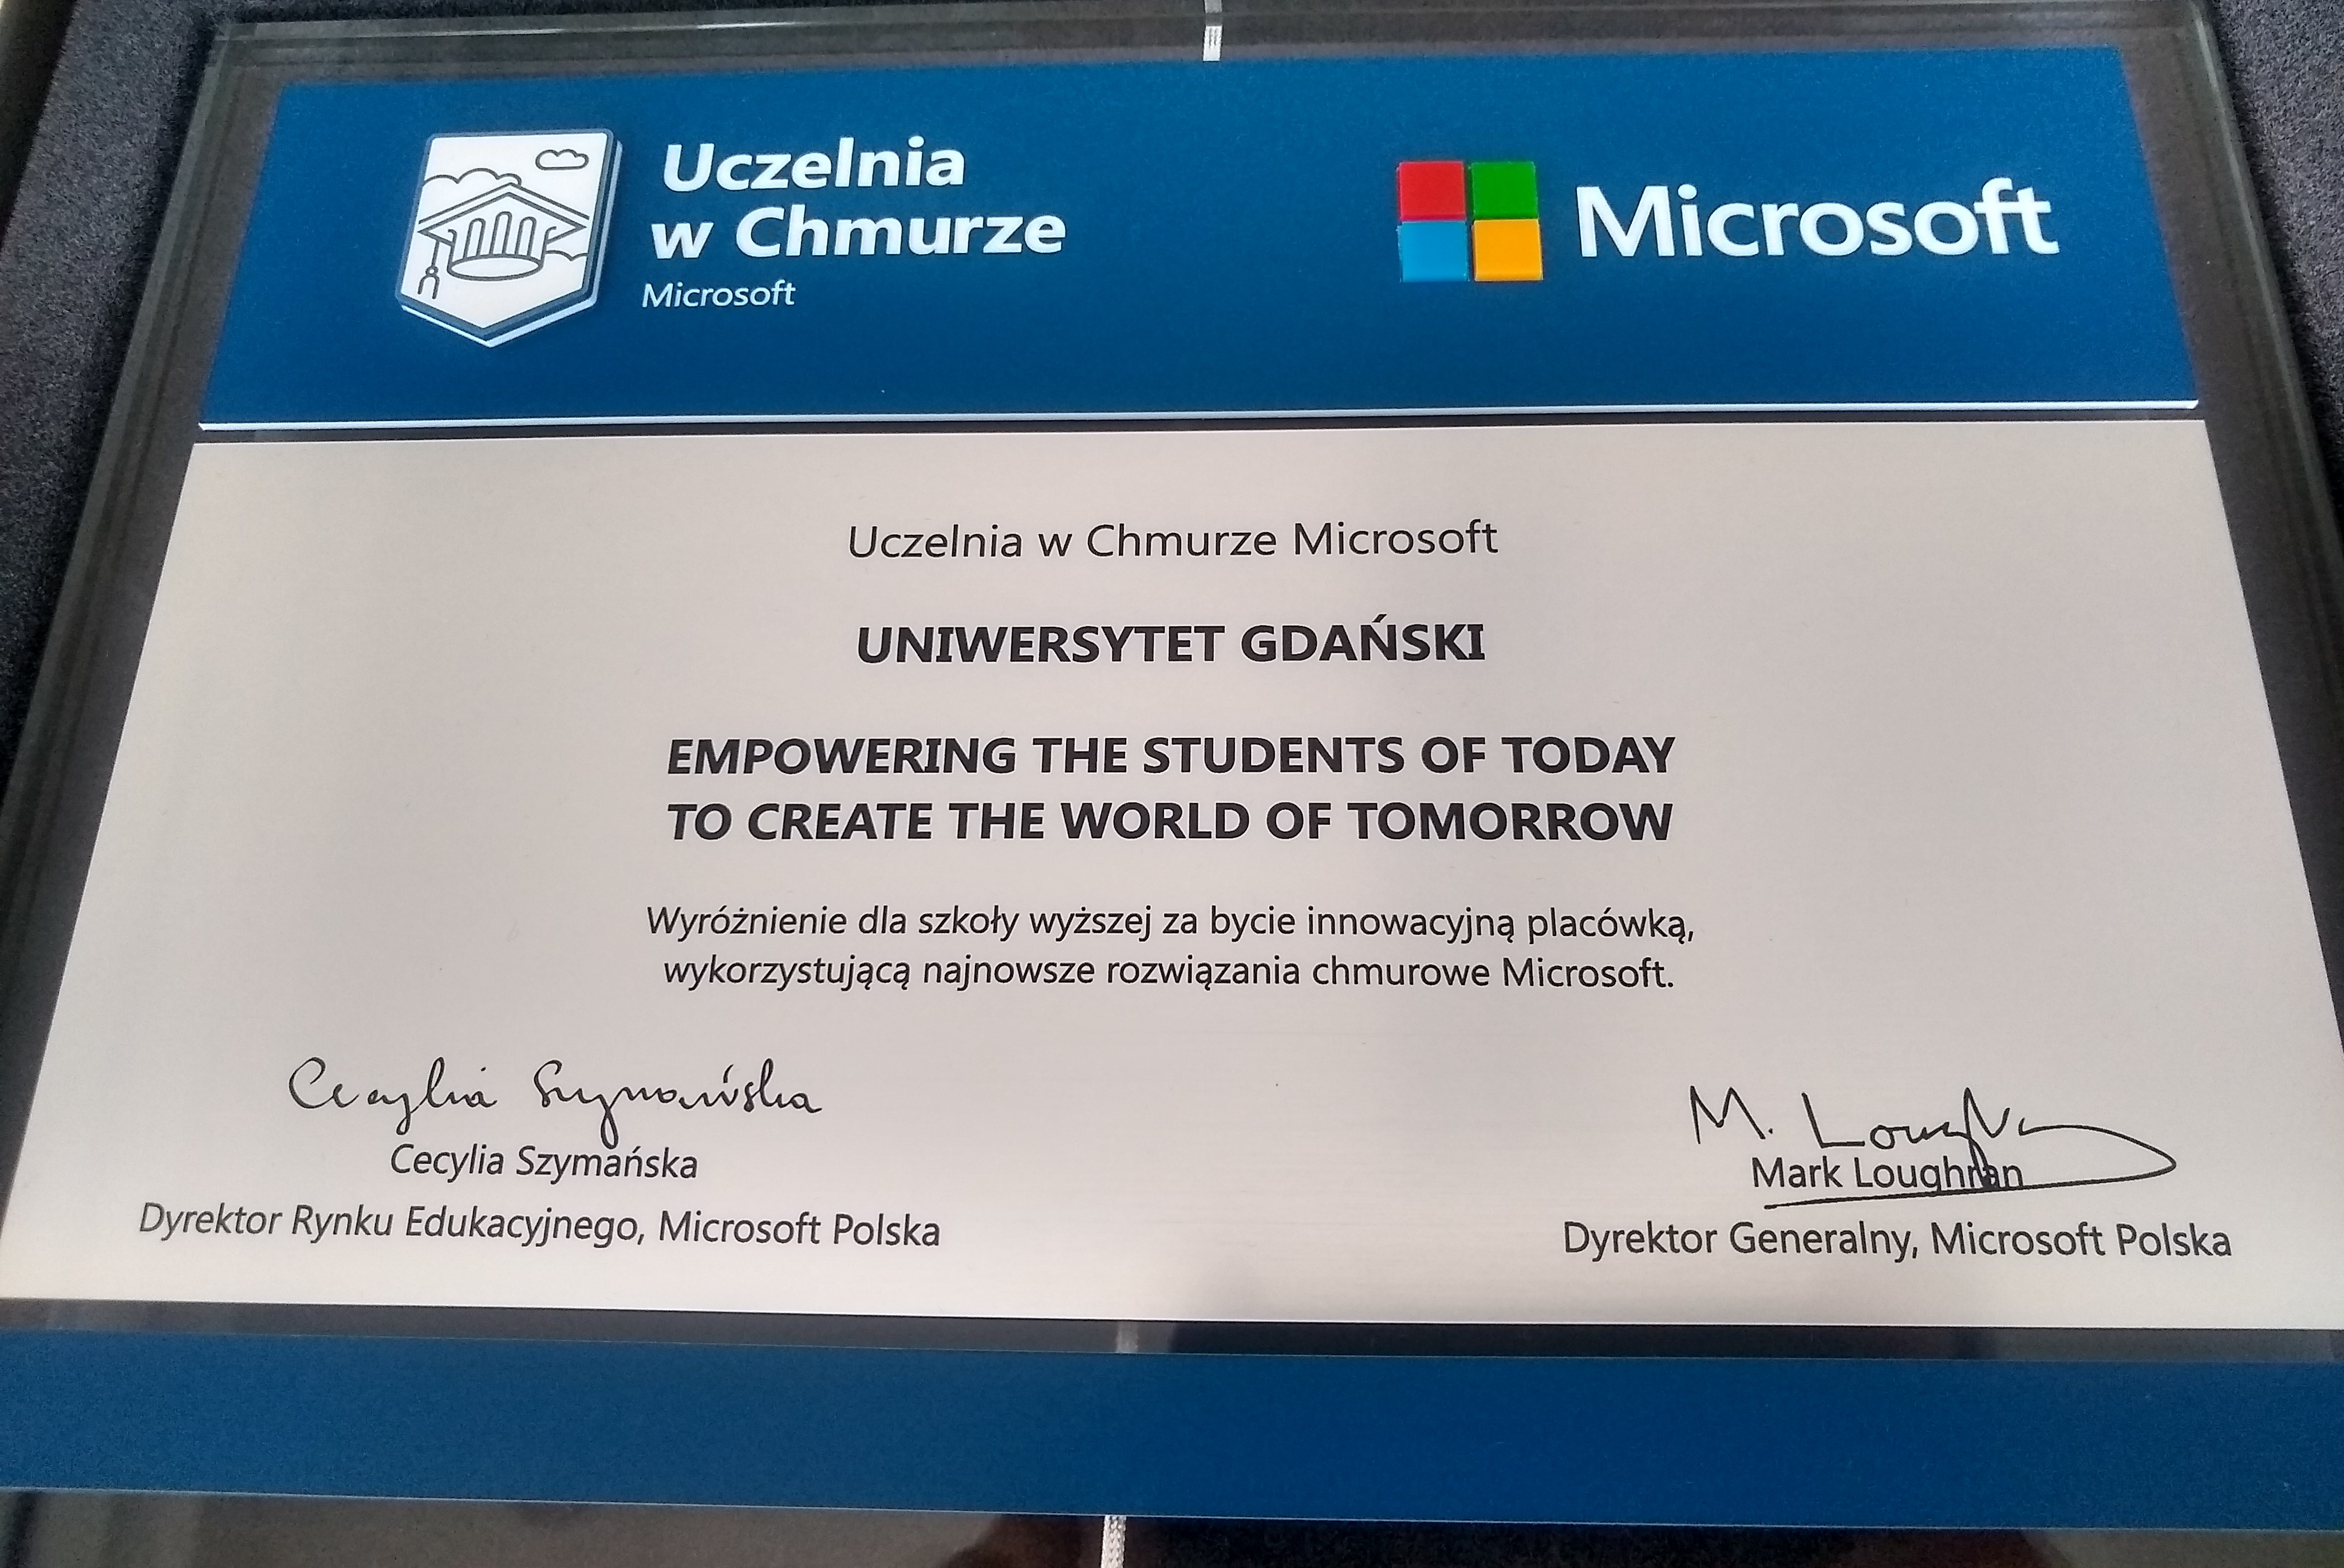 Uczelnia
w Chmurze
Microsoft
Microsoft
Uczelnia w Chmurze Microsoft
UNIWERSYTET GDAŃSKI
EMPOWERING THE STUDENTS OF TODAY
TO CREATE THE WORLD OF TOMORROW
Wyróżnienie dla szkoły wyższej za bycie innowacyjną placówką,
wykorzystującą najnowsze rozwiązania chmurowe Microsoft.
Cecylia Szymańska
Cecylia Szymańska
Dyrektor Rynku Edukacyjnego, Microsoft Polska
M. Loughran
Mark Loughran
Dyrektor Generalny, Microsoft Polska